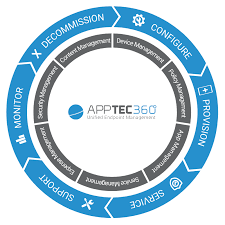 DECOMMISSION
CONFIGURE
PROVISION
SERVICE
SUPPORT
MONITOR
Content Management
Device Management
Policy Management
App Management
Service Management
Expense Management
Security Management
APPTEC360°
Unified Endpoint Management